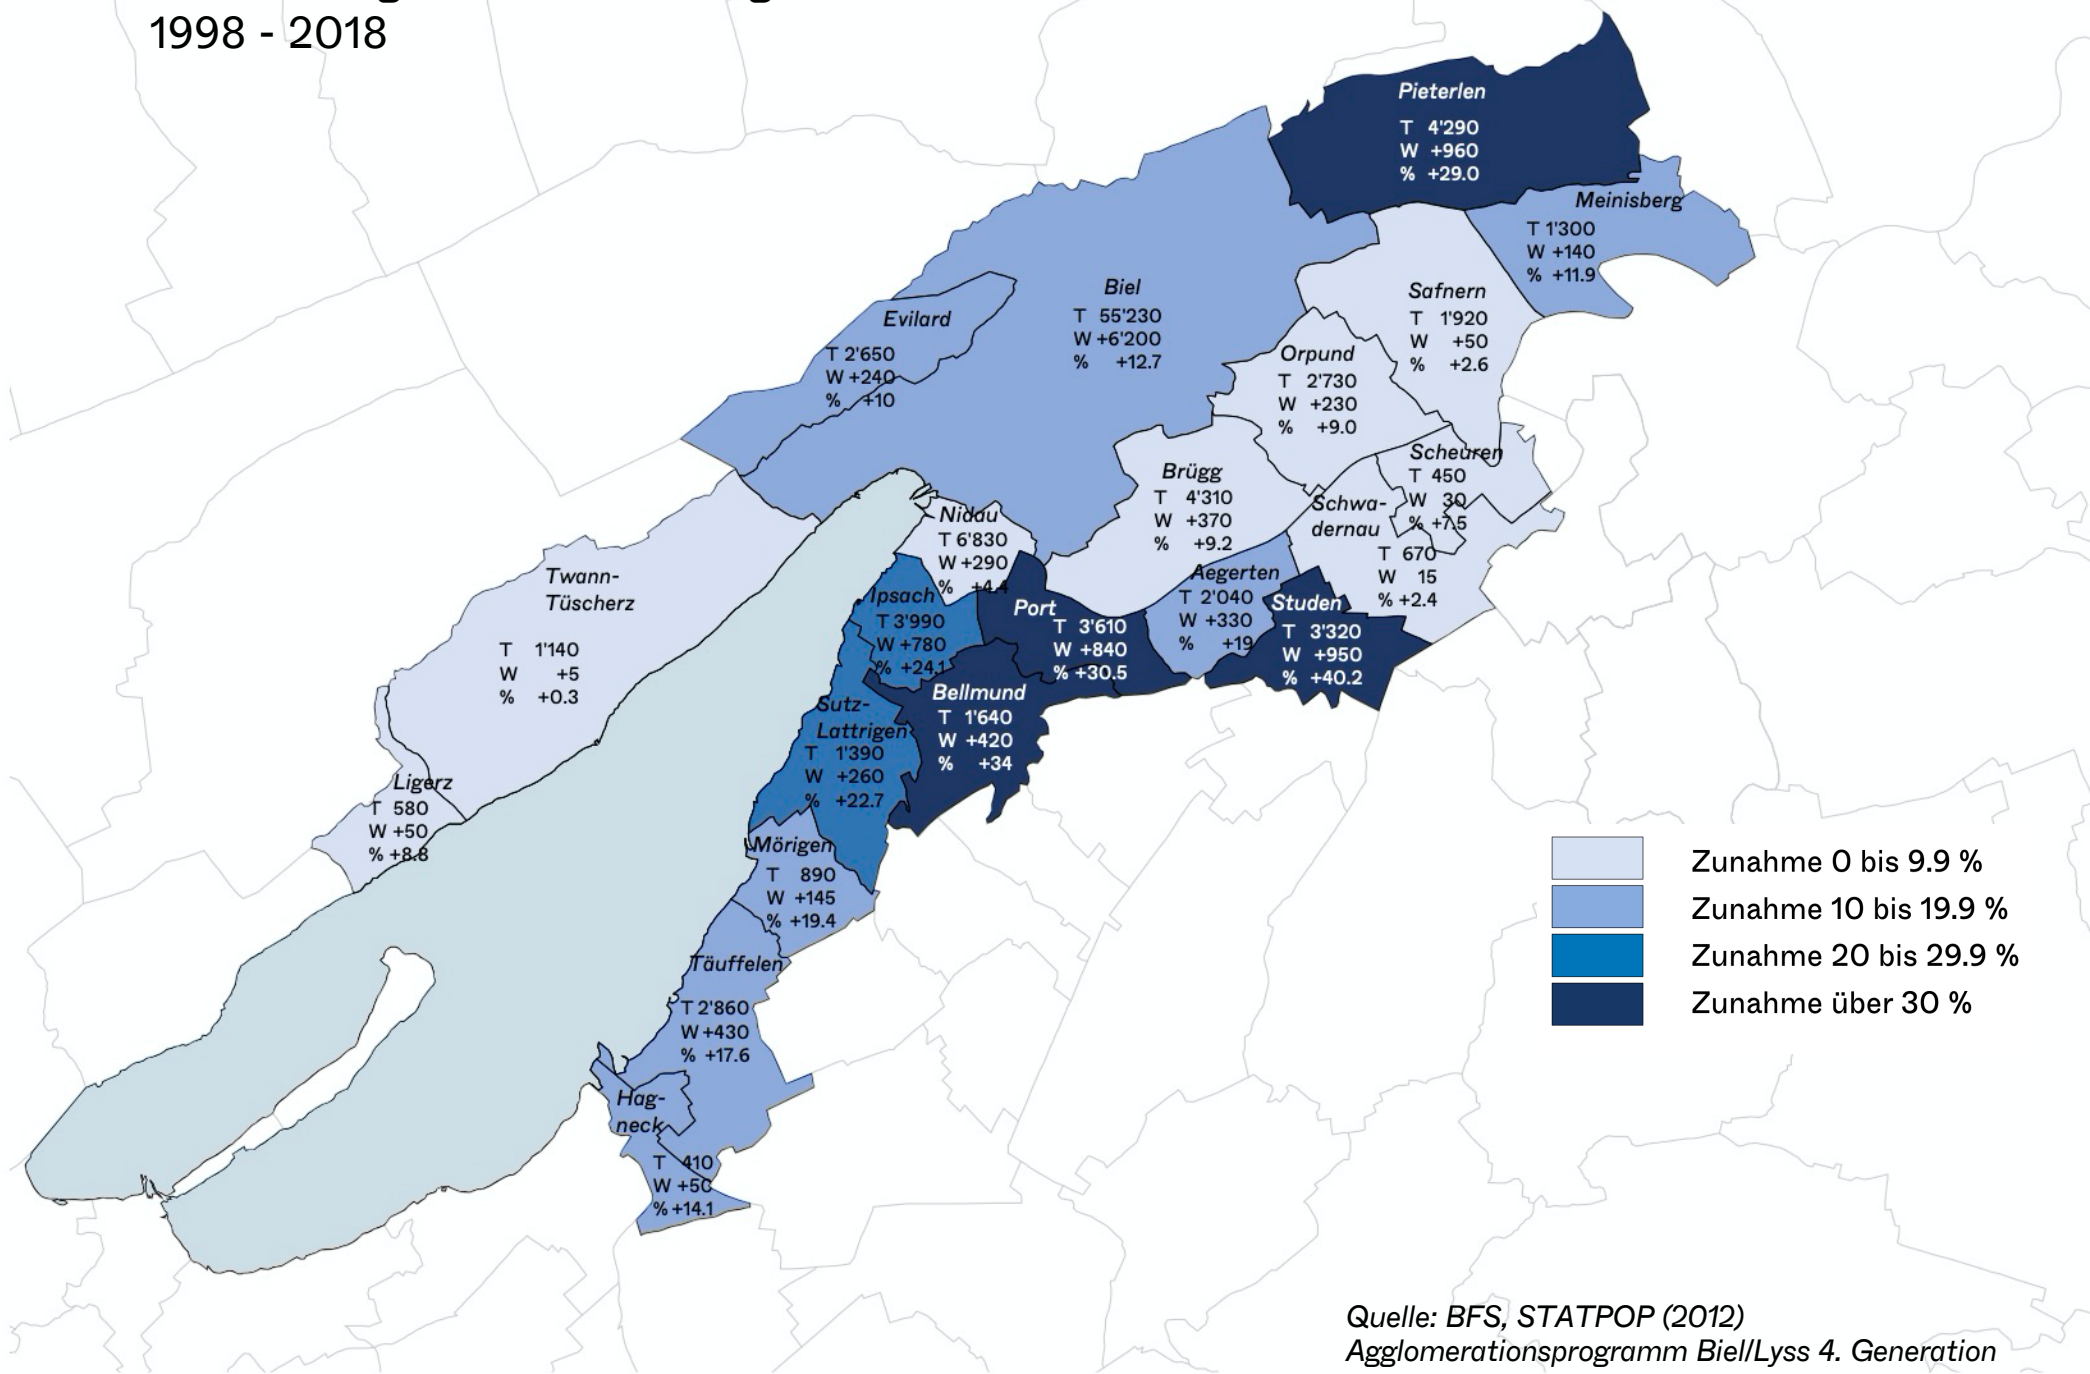 1998 - 2018
Pieterlen
T 4'290
W +960
% +29.0
Meinisberg
T 1'300
W +140
% +11.9
Biel
T 55'230
W +6'200
% +12.7
Evilard
T 2'650
W +240
% +10
Safnern
T 1'920
W +50
% +2.6
Orpund
T 2'730
W +230
% +9.0
Scheuren
T 450
W 30
% +7.5
Brügg
T 4'310
W +370
% +9.2
Schwa-
dernau
T 670
W 15
% +2.4
Nidau
T 6'830
W +290
% +4.4
Aegerten
T 2'040
W +330
% +19
Studen
T 3'320
W +950
% +40.2
Ipsach
T 3'990
W +780
% +24.1
Port
T 3'610
W +840
% +30.5
Twann-
Tüscherz
T 1'140
W +5
% +0.3
Bellmund
T 1'640
W +420
% +34
Sutz-
Lattrigen
T 1'390
W +260
% +22.7
Ligerz
T 580
W +50
% +8.8
Mörigen
T 890
W +145
% +19.4
Täuffelen
T 2'860
W +430
% +17.6
Hag-
neck
T 410
W +50
% +14.1
Zunahme 0 bis 9.9 %
Zunahme 10 bis 19.9 %
Zunahme 20 bis 29.9 %
Zunahme über 30 %
Quelle: BFS, STATPOP (2012)
Agglomerationsprogramm Biel/Lyss 4. Generation